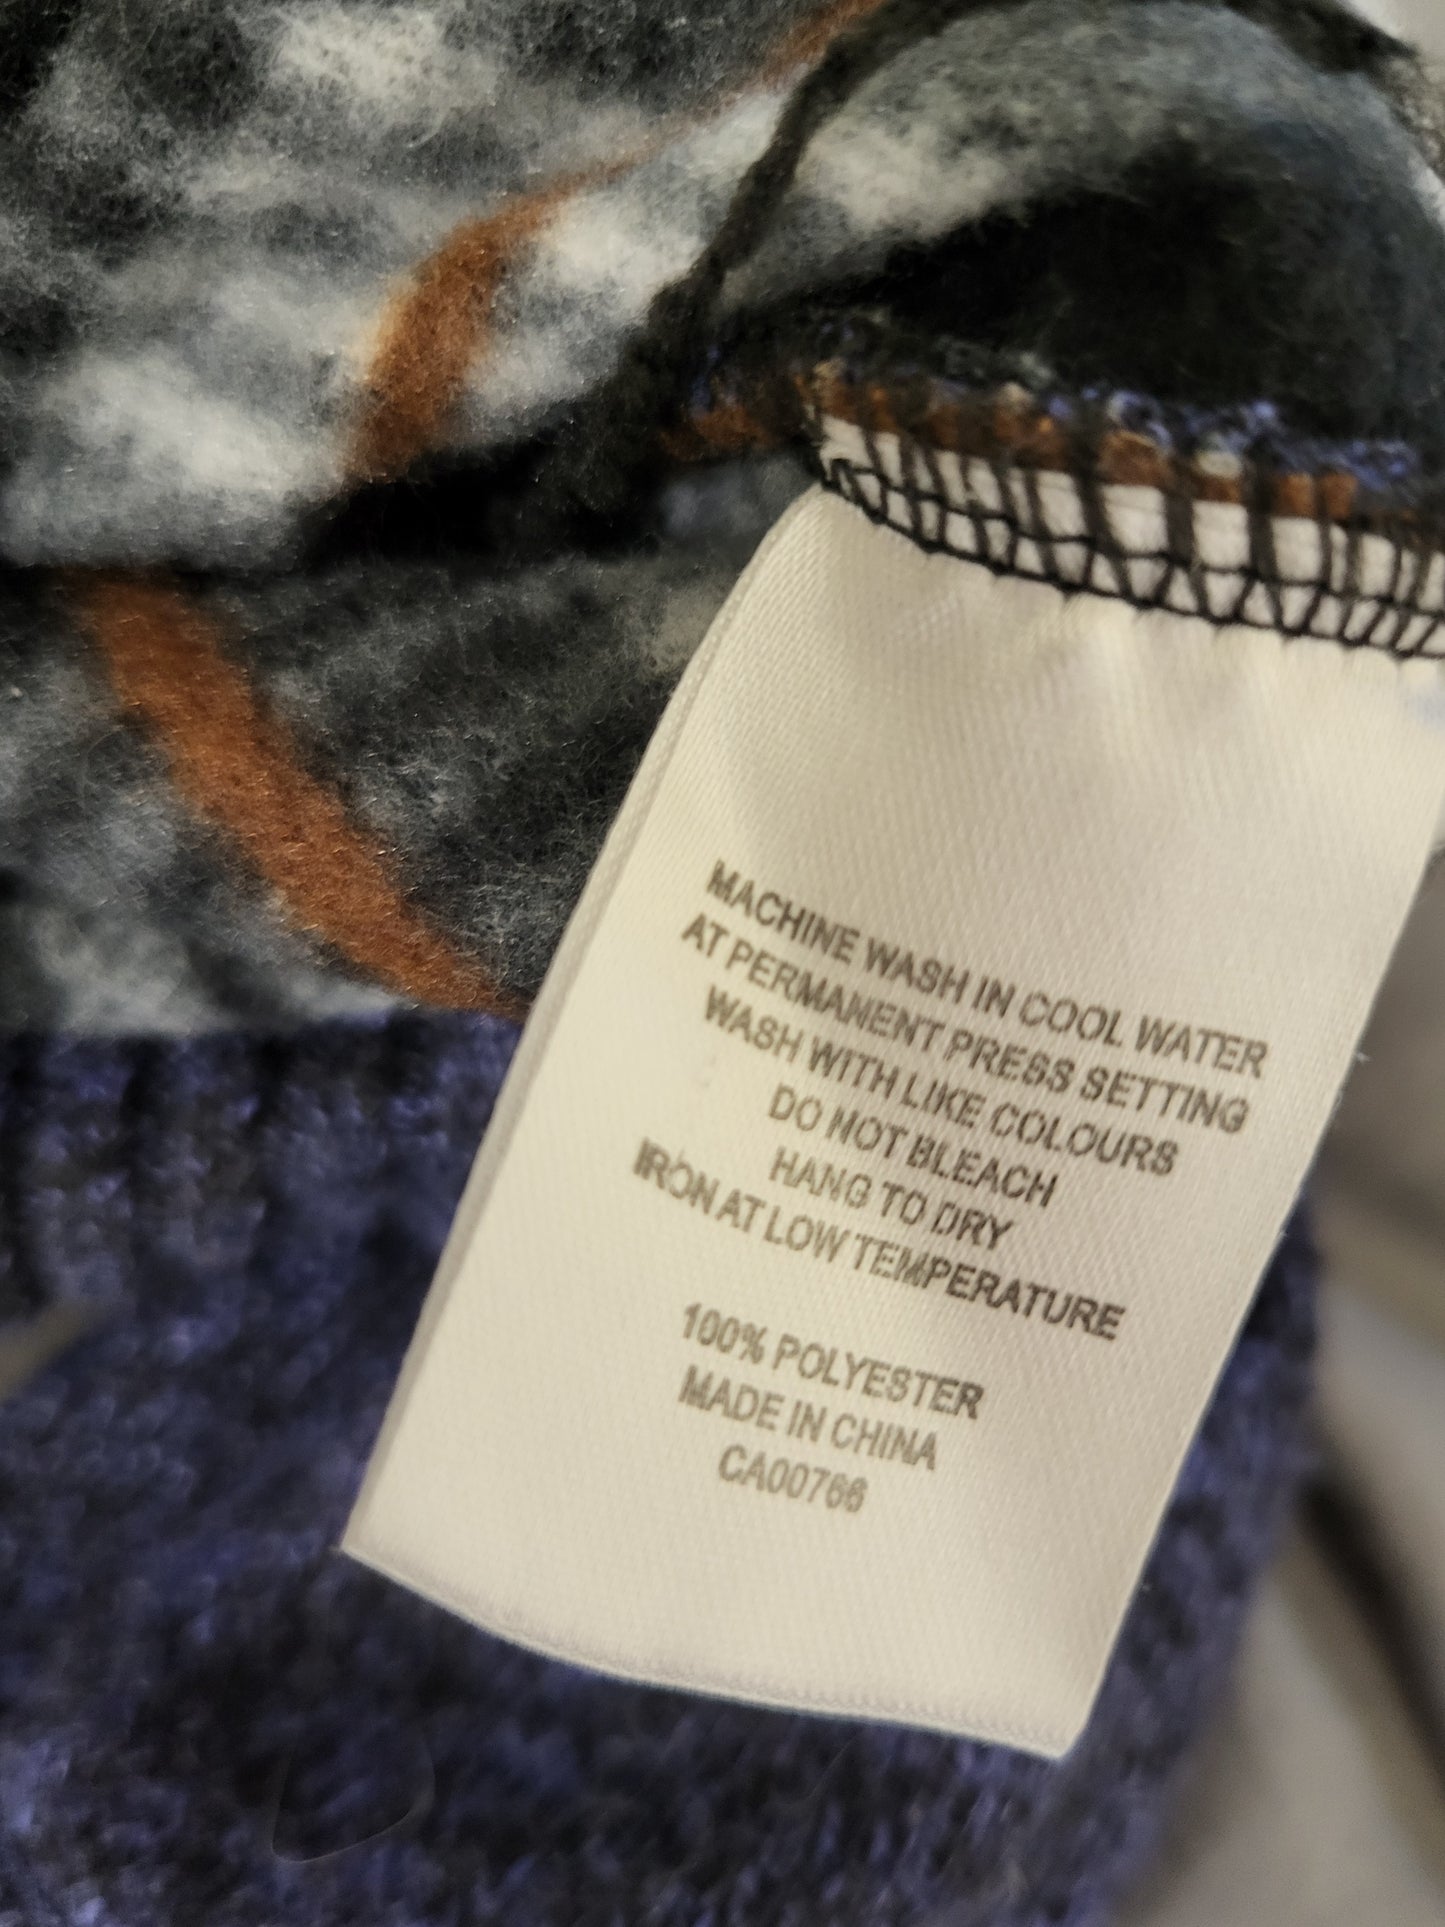 MACHINE WASH IN COOL WATER
AT PERMANENT PRESS SETTING
WASH WITH LIKE COLOURS
DO NOT BLEACH
HANG TO DRY
IRON AT LOW TEMPERATURE
100% POLYESTER
MADE IN CHINA
CA00766